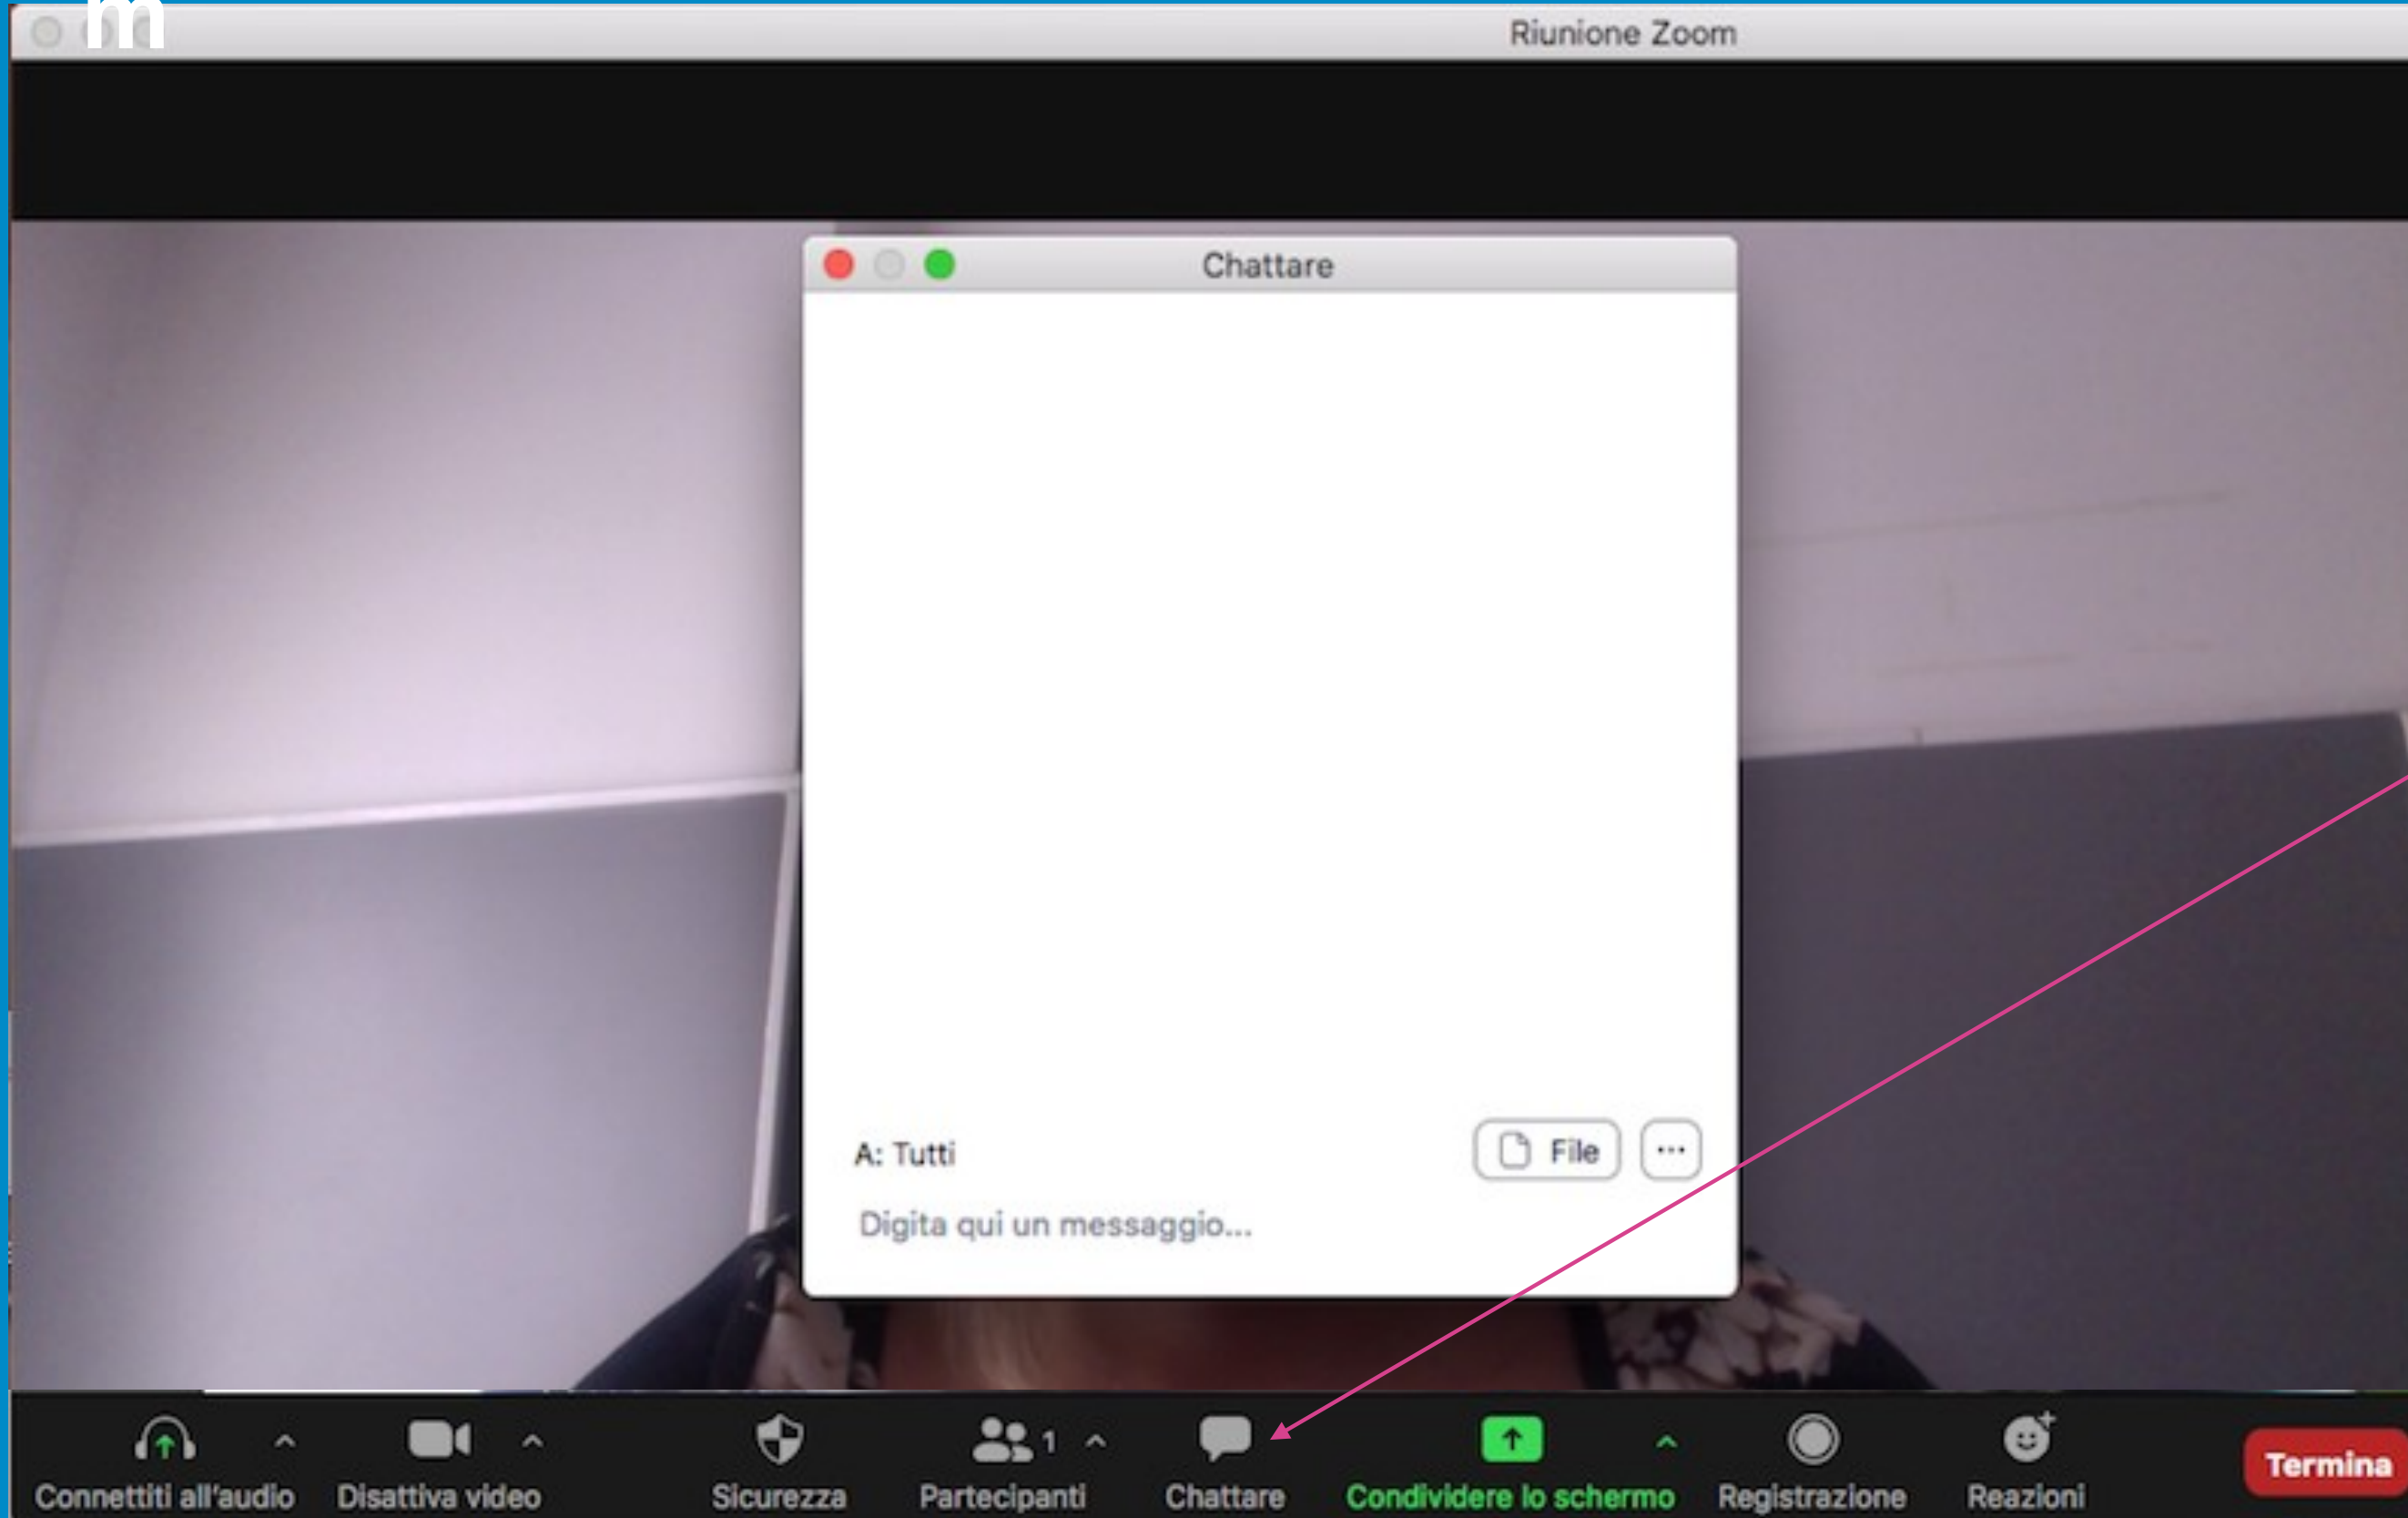 m
Riunione Zoom
Chattare
A: Tutti
File
Digita qui un messaggio...
1
Connettiti all'audio
Disattiva video
Sicurezza
Partecipanti
Chattare
Condividere lo schermo
Registrazione
Reazioni
Termina